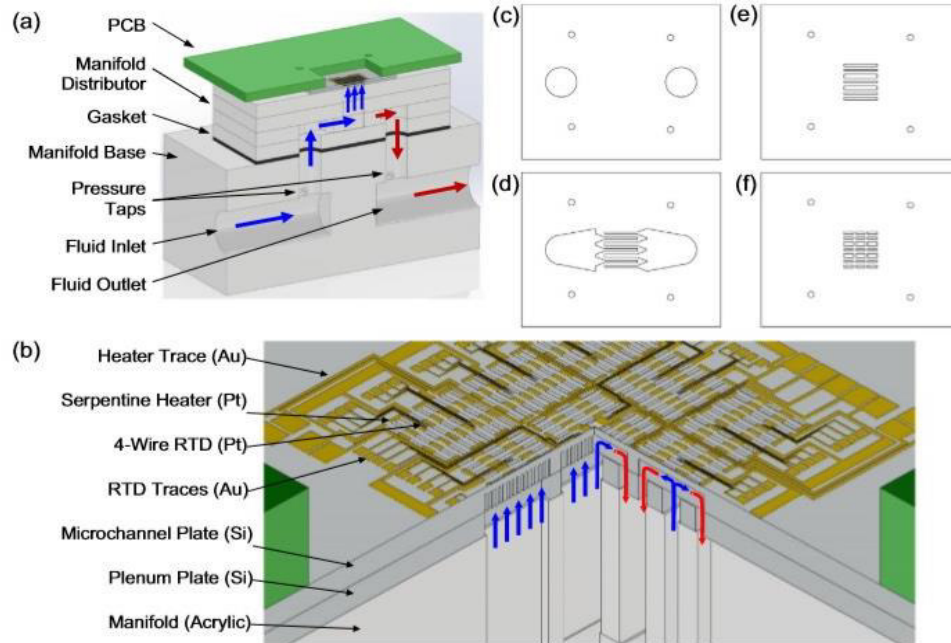 (a)
PCB
Manifold
Distributor
Gasket
Manifold Base
Pressure
Taps
Fluid Inlet
Fluid Outlet
(c)
(e)
(d)
(f)
(b)
Heater Trace (Au)
Serpentine Heater (Pt)
4-Wire RTD (Pt)
RTD Traces (Au)
Microchannel Plate (Si)
Plenum Plate (Si)
Manifold (Acrylic)